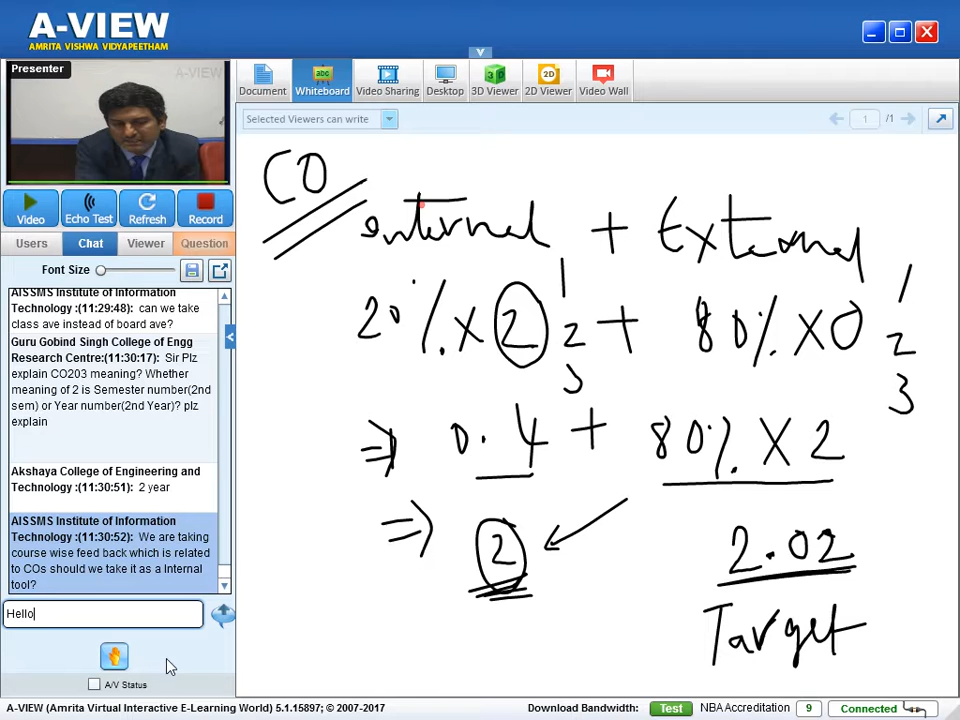 A-VIEW
AMRITA VISHWA VIDYAPEETHAM
Presenter
A-VIEW
Document
Whiteboard
Video Sharing
Desktop
3D Viewer
2D Viewer
Video Wall
Selected Viewers can write
1 /1
Video
Echo Test
Refresh
Record
Users
Chat
Viewer
Question
Font Size
AISSMS Institute of Information
Technology :(11:29:48): can we take
class ave instead of board ave?
Guru Gobind Singh College of Engg
Research Centre:(11:30:17): Sir Plz
explain CO203 meaning? Whether
meaning of 2 is Semester number(2nd
sem) or Year number(2nd Year)? plz
explain
Akshaya College of Engineering and
Technology :(11:30:51): 2 year
AISSMS Institute of Information
Technology :(11:30:52): We are taking
course wise feed back which is related
to COs should we take it as a Internal
tool?
Hello
A/V Status
CO
Internal + External
20% X 2 1 2 3 + 80% X 0 1 2 3
⇒ 0.4 + 80% X 2
⇒ 2
2.02
Target
A-VIEW (Amrita Virtual Interactive E-Learning World) 5.1.15897; © 2007-2017
Download Bandwidth: Test NBA Accreditation 9 Connected